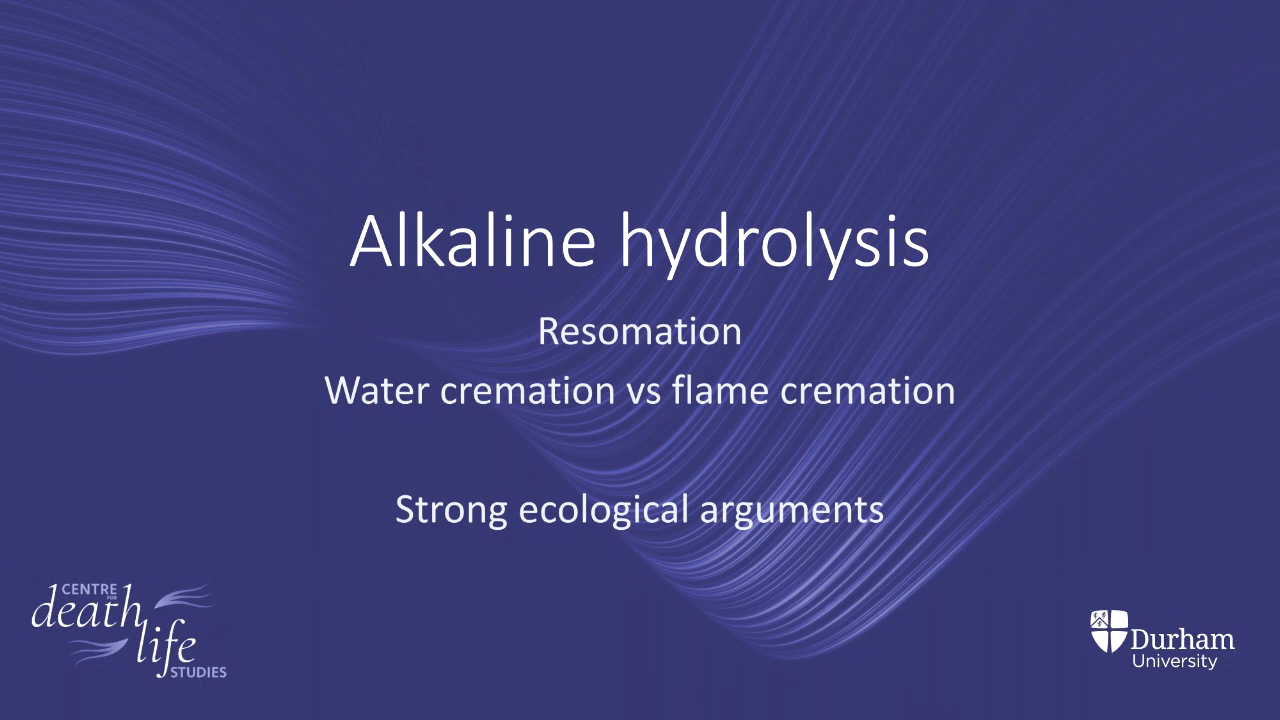 Alkaline hydrolysis
Resomation
Water cremation vs flame cremation
Strong ecological arguments
CENTRE
FOR
death
life
STUDIES
Durham
University